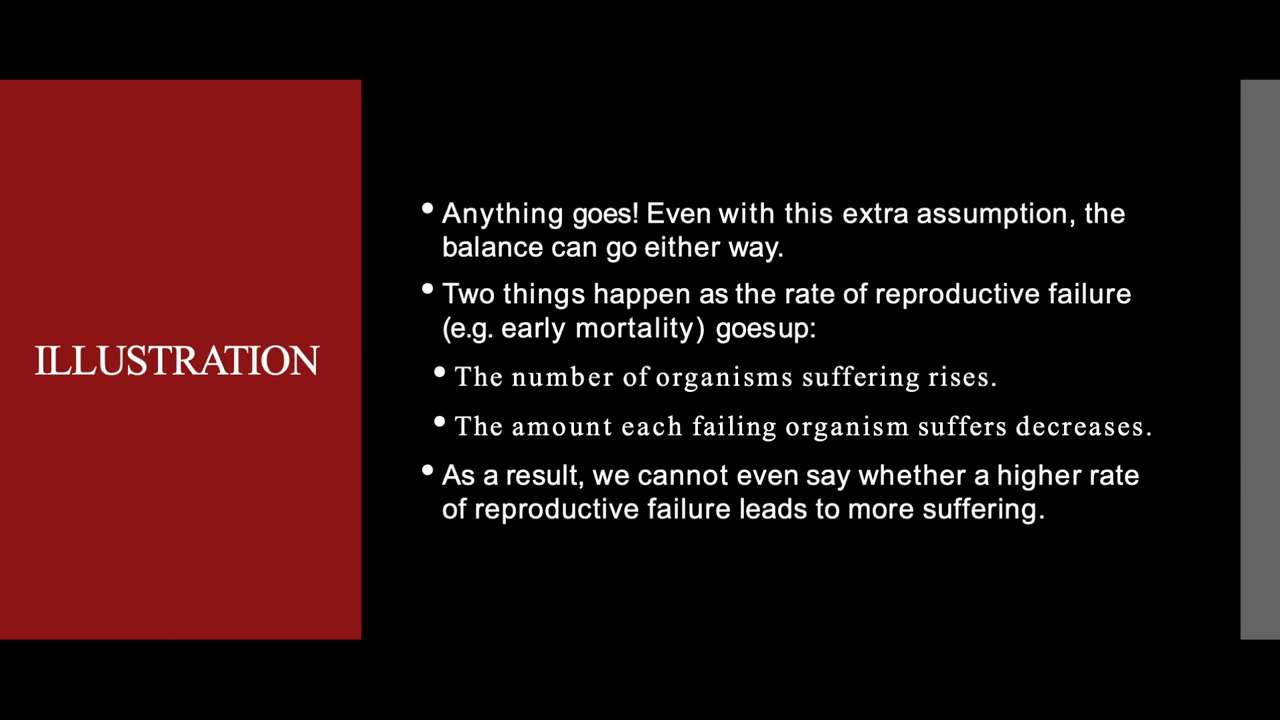 ILLUSTRATION
• Anything goes! Even with this extra assumption, the
balance can go either way.
• Two things happen as the rate of reproductive failure
(e.g. early mortality) goesup:
• The number of organisms suffering rises.
• The amount each failing organism suffers decreases.
• As a result, we cannot even say whether a higher rate
of reproductive failure leads to more suffering.